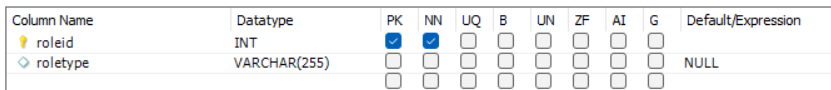 Column Name Datatype PK NN UQ B UN ZF AI G Default/Expression
roleid INT
roletype VARCHAR(255) NULL